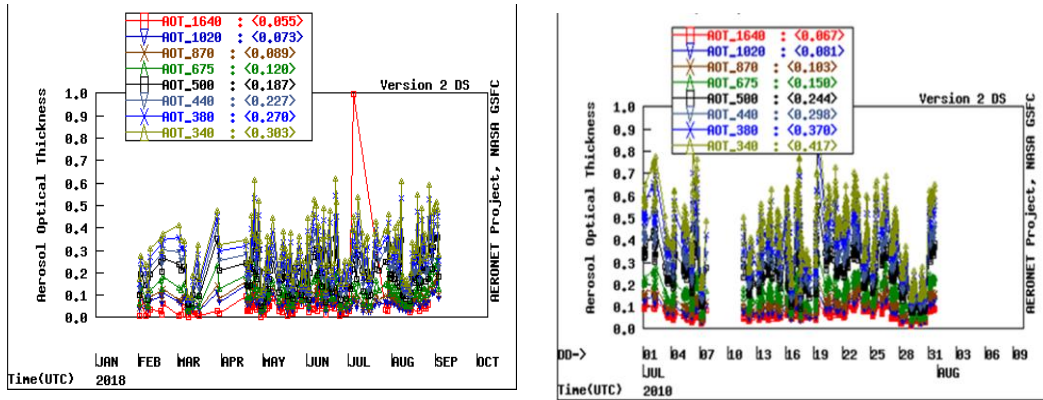 AOT_1640 : <0.055>
AOT_1020 : <0.073>
AOT_870 : <0.089>
AOT_675 : <0.120>
AOT_500 : <0.187>
AOT_440 : <0.227>
AOT_380 : <0.270>
AOT_340 : <0.303>
Version 2 DS
Aerosol Optical Thickness
1.0
0.9
0.8
0.7
0.6
0.5
0.4
0.3
0.2
0.1
0.0
AERONET Project, NASA GSFC
JAN FEB MAR APR MAY JUN JUL AUG SEP OCT
Time(UTC) 2018
AOT_1640 : <0.067>
AOT_1020 : <0.081>
AOT_870 : <0.103>
AOT_675 : <0.150>
AOT_500 : <0.244>
AOT_440 : <0.298>
AOT_380 : <0.370>
AOT_340 : <0.417>
Version 2 DS
Aerosol Optical Thickness
1.0
0.9
0.8
0.7
0.6
0.5
0.4
0.3
0.2
0.1
0.0
AERONET Project, NASA GSFC
DD-> 01 04 07 10 13 16 19 22 25 28 31 03 06 09
JUL AUG
Time(UTC) 2018